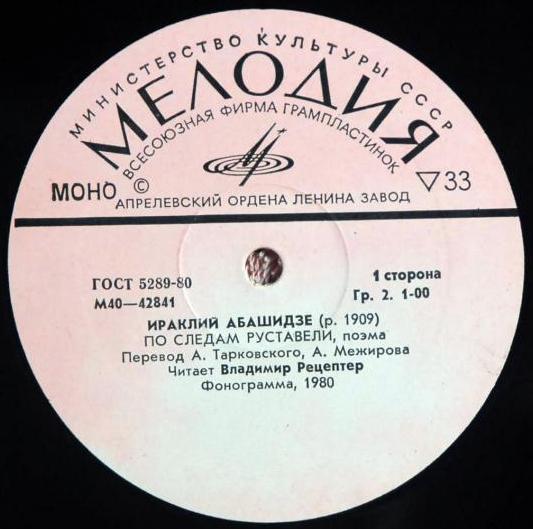 МИНИСТЕРСТВО КУЛЬТУРЫ СССР
МЕЛОДИЯ
ВСЕСОЮЗНАЯ ФИРМА ГРАМПЛАСТИНОК
МОНО © ▽33
АПРЕЛЕВСКИЙ ОРДЕНА ЛЕНИНА ЗАВОД
ГОСТ 5289-80 1 сторона
М40—42841 Гр. 2. 1-00
ИРАКЛИЙ АБАШИДЗЕ (р. 1909)
ПО СЛЕДАМ РУСТАВЕЛИ, поэма
Перевод А. Тарковского, А. Межирова
Читает Владимир Рецептер
Фонограмма, 1980